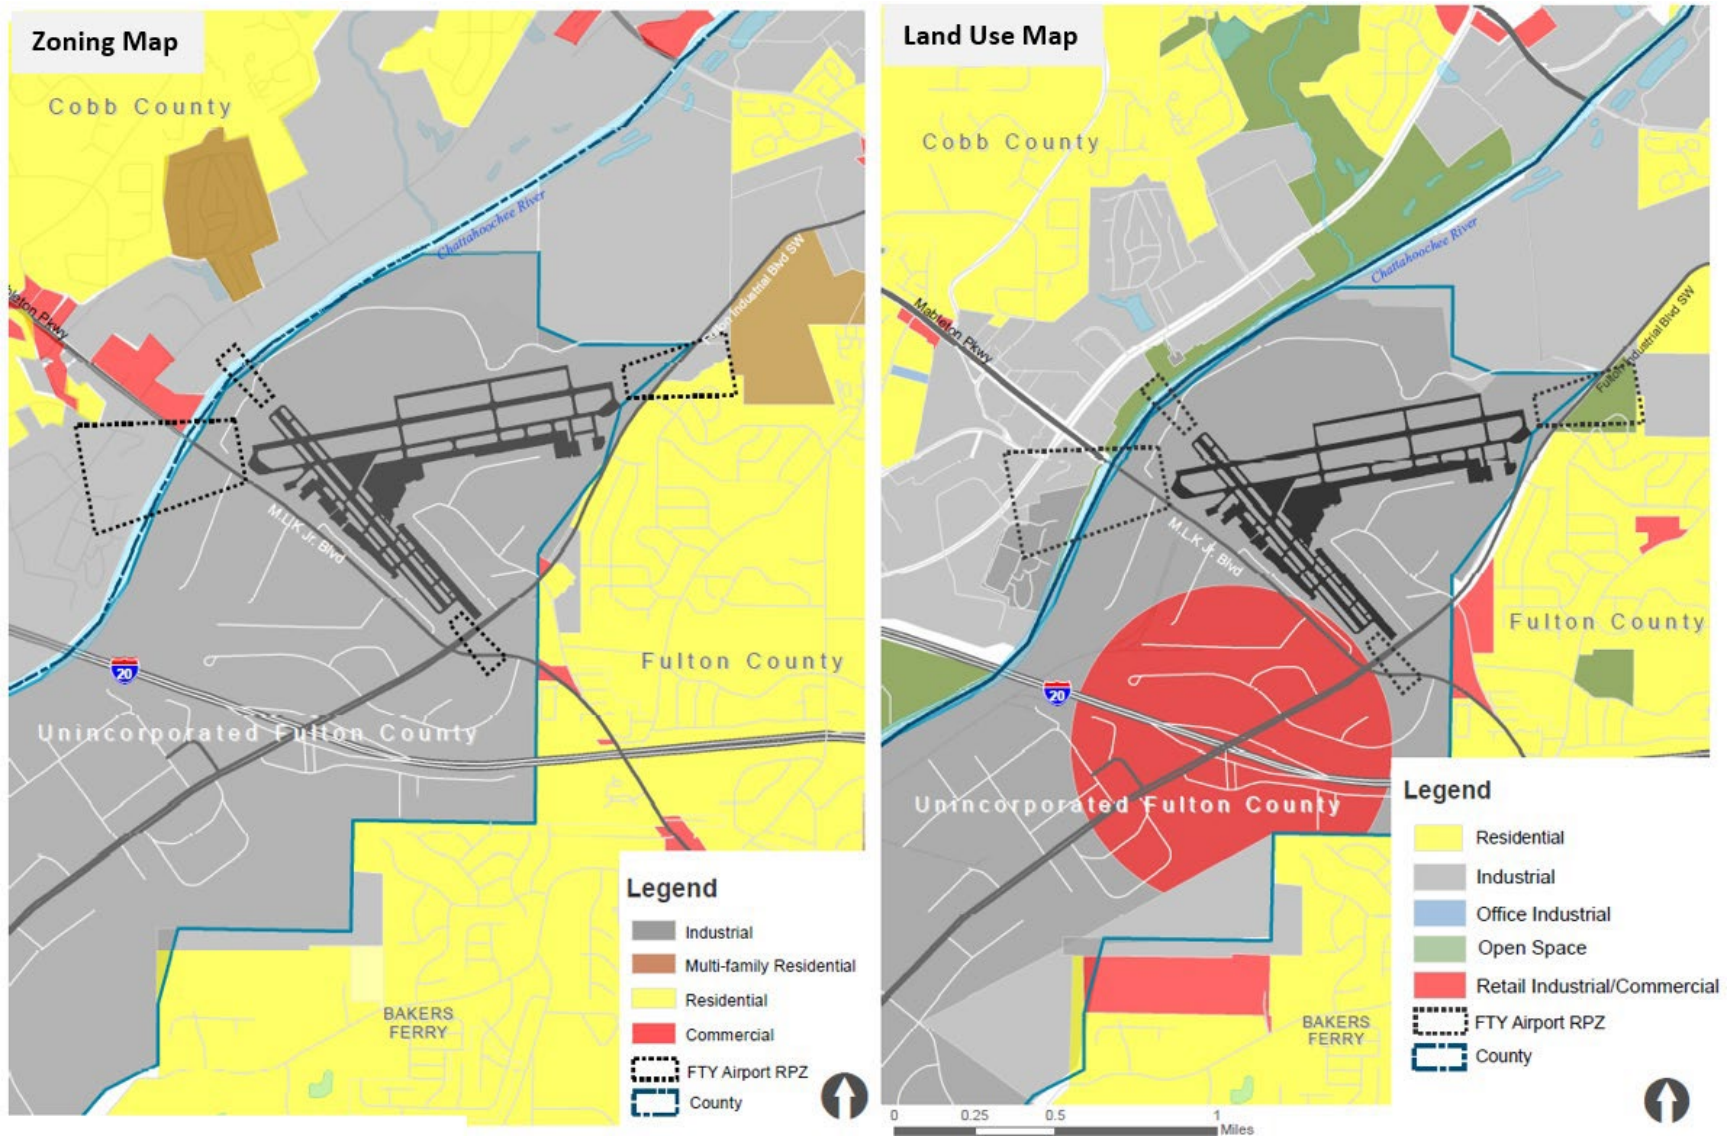 Zoning Map
Cobb County
Chattahoochee River
Industrial Blvd SW
Pkwy
M.L.K Jr. Blvd
20
Fulton County
Unincorporated Fulton County
BAKERS
FERRY
Legend
Industrial
Multi-family Residential
Residential
Commercial
FTY Airport RPZ
County
Land Use Map
Cobb County
Chattahoochee River
Mableton Pkwy
Fulton Industrial Blvd SW
M.L.K Jr. Blvd
Fulton County
20
Unincorporated Fulton County
BAKERS
FERRY
Legend
Residential
Industrial
Office Industrial
Open Space
Retail Industrial/Commercial
FTY Airport RPZ
County
0 0.25 0.5 1
Miles